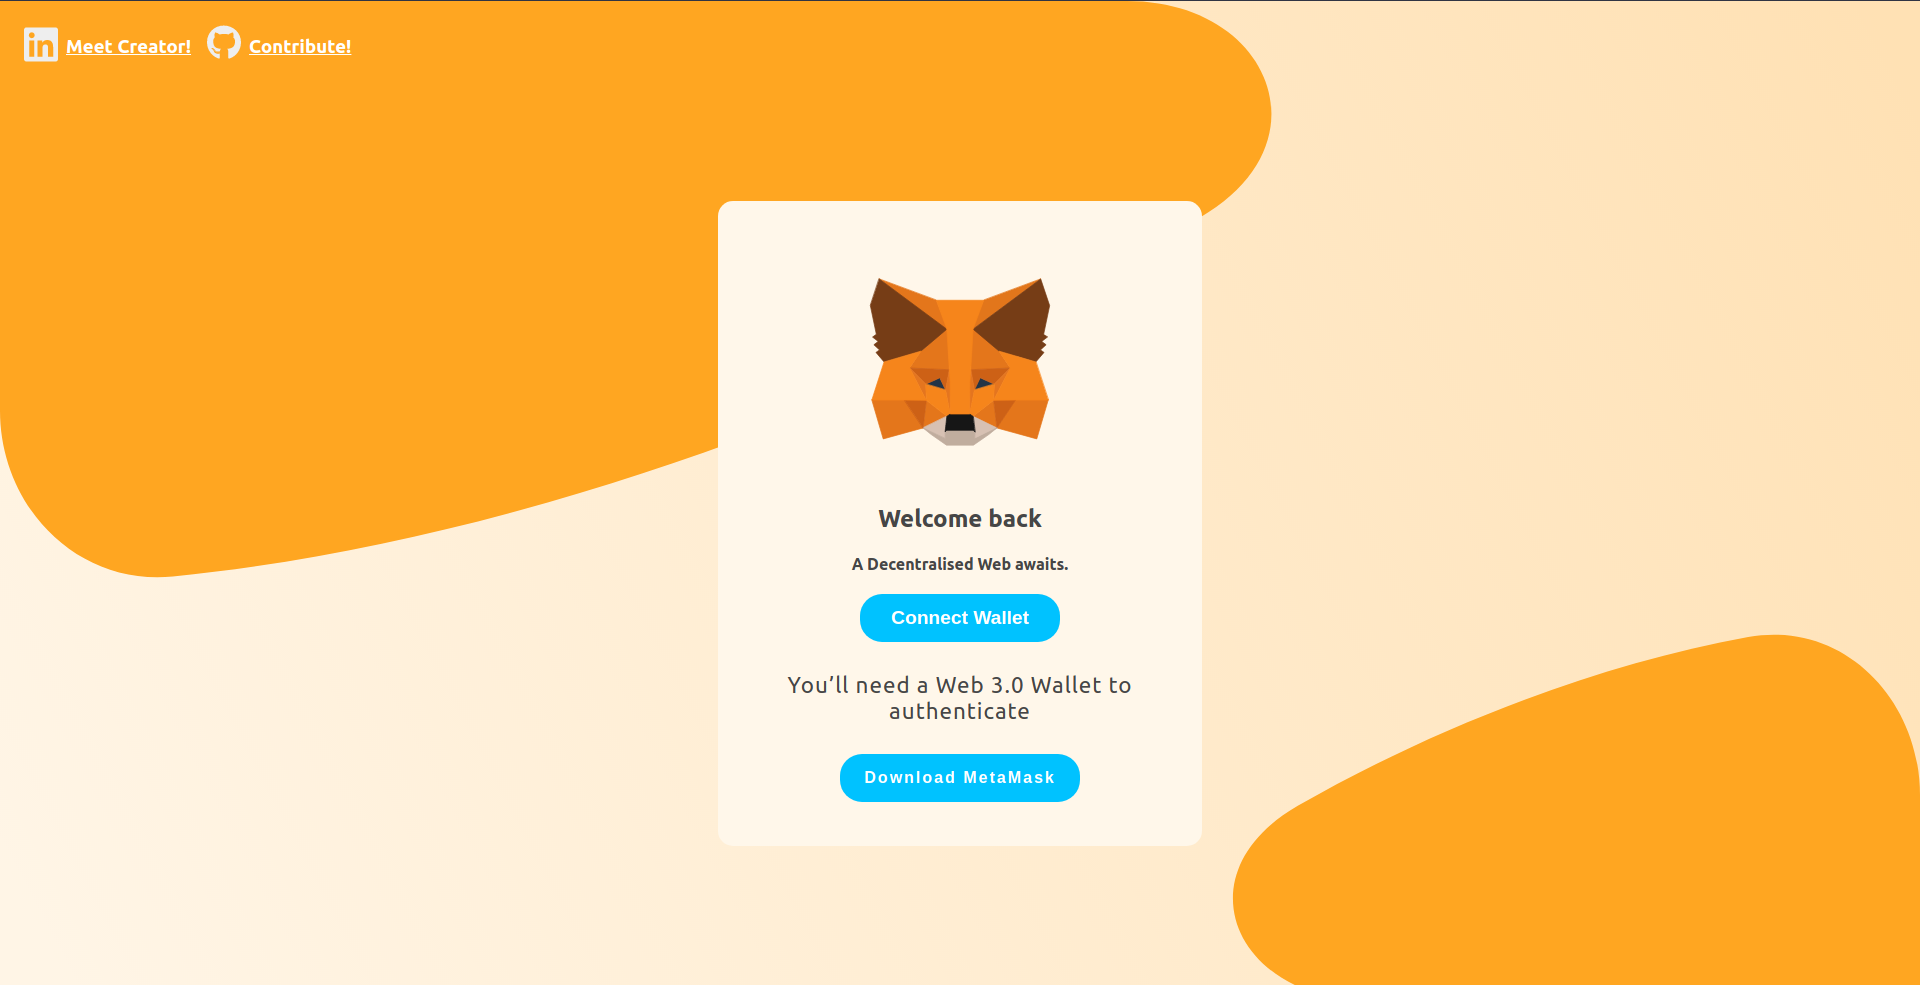 in Meet Creator! Contribute!
Welcome back
A Decentralised Web awaits.
Connect Wallet
You’ll need a Web 3.0 Wallet to
authenticate
Download MetaMask